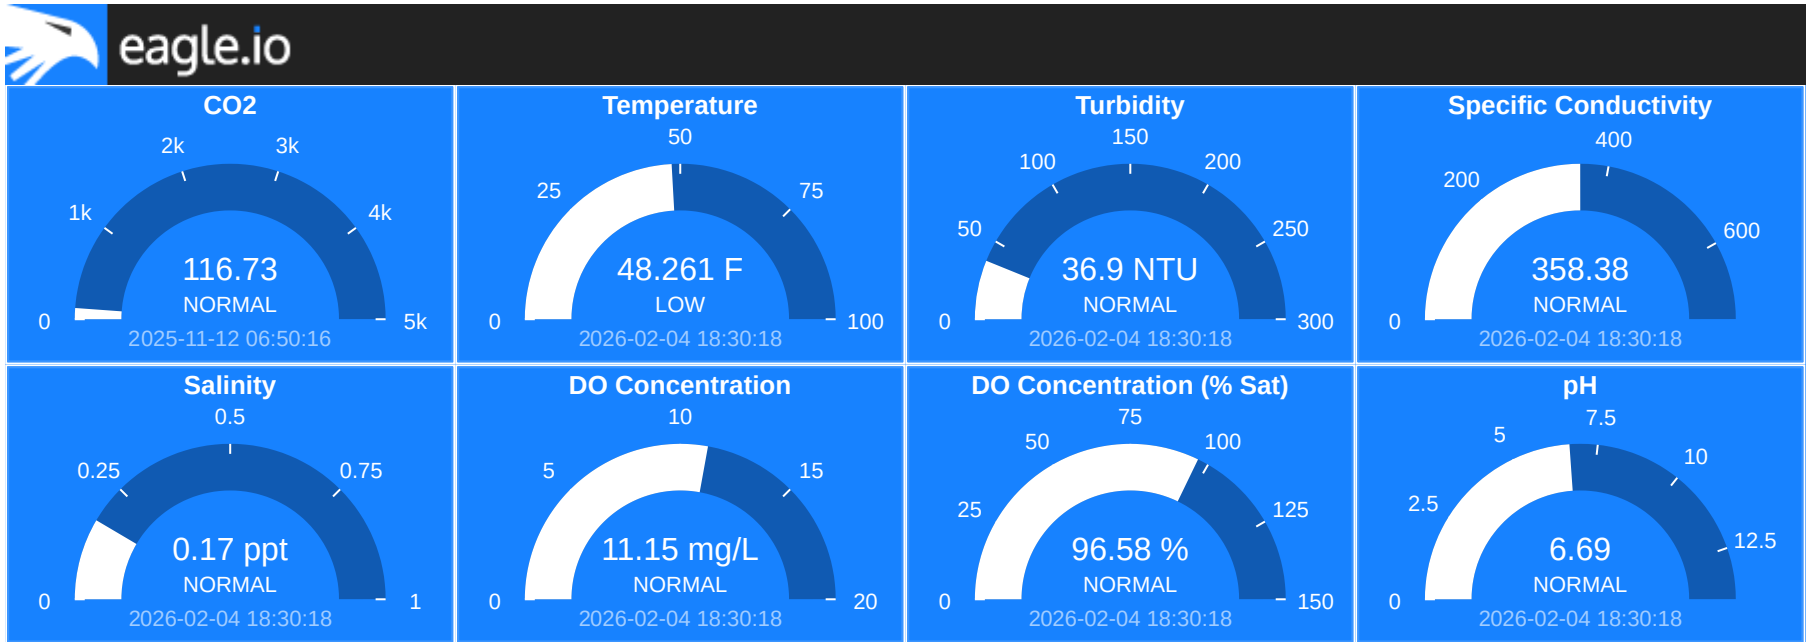 eagle.io
CO2
0
1k
2k
3k
4k
5k
116.73
NORMAL
2025-11-12 06:50:16
Temperature
0
25
50
75
100
48.261 F
LOW
2026-02-04 18:30:18
Turbidity
0
50
100
150
200
250
300
36.9 NTU
NORMAL
2026-02-04 18:30:18
Specific Conductivity
0
200
400
600
358.38
NORMAL
2026-02-04 18:30:18
Salinity
0
0.25
0.5
0.75
1
0.17 ppt
NORMAL
2026-02-04 18:30:18
DO Concentration
0
5
10
15
20
11.15 mg/L
NORMAL
2026-02-04 18:30:18
DO Concentration (% Sat)
0
25
50
75
100
125
150
96.58 %
NORMAL
2026-02-04 18:30:18
pH
0
2.5
5
7.5
10
12.5
6.69
NORMAL
2026-02-04 18:30:18